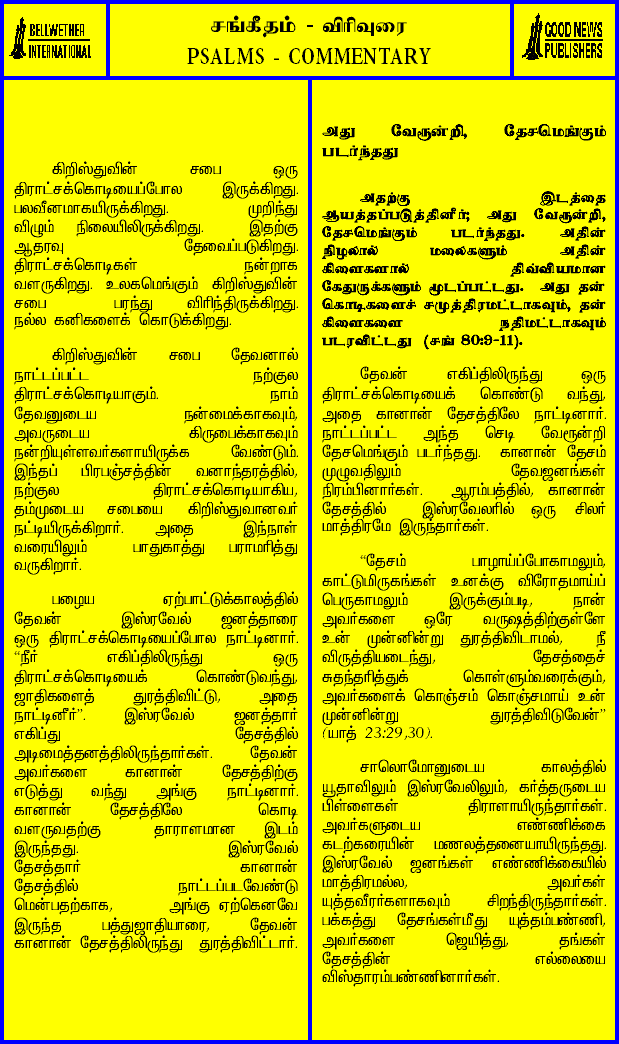 BELLWETHER
INTERNATIONAL
சங்கீதம் - விரிவுரை
PSALMS - COMMENTARY
GOOD NEWS
PUBLISHERS
கிறிஸ்துவின் சபை ஒரு
திராட்சக்கொடியைப்போல இருக்கிறது.
பலவீனமாகயிருக்கிறது. முறிந்து
விழும் நிலையிலிருக்கிறது. இதற்கு
ஆதரவு தேவைப்படுகிறது.
திராட்சக்கொடிகள் நன்றாக
வளருகிறது. உலகமெங்கும் கிறிஸ்துவின்
சபை பரந்து விரிந்திருக்கிறது.
நல்ல கனிகளைக் கொடுக்கிறது.
கிறிஸ்துவின் சபை தேவனால்
நாட்டப்பட்ட நற்குல
திராட்சக்கொடியாகும். நாம்
தேவனுடைய நன்மைக்காகவும்,
அவருடைய கிருபைக்காகவும்
நன்றியுள்ளவர்களாயிருக்க வேண்டும்.
இந்தப் பிரபஞ்சத்தின் வனாந்தரத்தில்,
நற்குல திராட்சக்கொடியாகிய,
தம்முடைய சபையை கிறிஸ்துவானவர்
நட்டியிருக்கிறார். அதை இந்நாள்
வரையிலும் பாதுகாத்து பராமரித்து
வருகிறார்.
பழைய ஏற்பாட்டுக்காலத்தில்
தேவன் இஸ்ரவேல் ஜனத்தாரை
ஒரு திராட்சக்கொடியைப்போல நாட்டினார்.
“நீர் எகிப்திலிருந்து ஒரு
திராட்சக்கொடியைக் கொண்டுவந்து,
ஜாதிகளைத் துரத்திவிட்டு, அதை
நாட்டினீர்”. இஸ்ரவேல் ஜனத்தார்
எகிப்து தேசத்தில்
அடிமைத்தனத்திலிருந்தார்கள். தேவன்
அவர்களை கானான் தேசத்திற்கு
எடுத்து வந்து அங்கு நாட்டினார்.
கானான் தேசத்திலே கொடி
வளருவதற்கு தாராளமான இடம்
இருந்தது. இஸ்ரவேல்
தேசத்தார் கானான்
தேசத்தில் நாட்டப்படவேண்டு
மென்பதற்காக, அங்கு ஏற்கெனவே
இருந்த பத்துஜாதியாரை, தேவன்
கானான் தேசத்திலிருந்து துரத்திவிட்டார்.
அது வேரூன்றி, தேசமெங்கும்
படர்ந்தது
அதற்கு இடத்தை
ஆயத்தப்படுத்தினீர்; அது வேரூன்றி,
தேசமெங்கும் படர்ந்தது. அதின்
நிழலால் மலைகளும் அதின்
கிளைகளால் திவ்வியமான
கேதுருக்களும் மூடப்பட்டது. அது தன்
கொடிகளைச் சமுத்திரமட்டாகவும், தன்
கிளைகளை நதிமட்டாகவும்
படரவிட்டது (சங் 80:9-11).
தேவன் எகிப்திலிருந்து ஒரு
திராட்சக்கொடியைக் கொண்டு வந்து,
அதை கானான் தேசத்திலே நாட்டினார்.
நாட்டப்பட்ட அந்த செடி வேரூன்றி
தேசமெங்கும் படர்ந்தது. கானான் தேசம்
முழுவதிலும் தேவஜனங்கள்
நிரம்பினார்கள். ஆரம்பத்தில், கானான்
தேசத்தில் இஸ்ரவேலரில் ஒரு சிலர்
மாத்திரமே இருந்தார்கள்.
“தேசம் பாழாய்ப்போகாமலும்,
காட்டுமிருகங்கள் உனக்கு விரோதமாய்ப்
பெருகாமலும் இருக்கும்படி, நான்
அவர்களை ஒரே வருஷத்திற்குள்ளே
உன் முன்னின்று துரத்திவிடாமல், நீ
விருத்தியடைந்து, தேசத்தைச்
சுதந்தரித்துக் கொள்ளும்வரைக்கும்,
அவர்களைக் கொஞ்சம் கொஞ்சமாய் உன்
முன்னின்று துரத்திவிடுவேன்”
(யாத் 23:29,30).
சாலொமோனுடைய காலத்தில்
யூதாவிலும் இஸ்ரவேலிலும், கர்த்தருடைய
பிள்ளைகள் திரளாயிருந்தார்கள்.
அவர்களுடைய எண்ணிக்கை
கடற்கரையின் மணலத்தனையாயிருந்தது.
இஸ்ரவேல் ஜனங்கள் எண்ணிக்கையில்
மாத்திரமல்ல, அவர்கள்
யுத்தவீரர்களாகவும் சிறந்திருந்தார்கள்.
பக்கத்து தேசங்கள்மீது யுத்தம்பண்ணி,
அவர்களை ஜெயித்து, தங்கள்
தேசத்தின் எல்லையை
விஸ்தாரம்பண்ணினார்கள்.